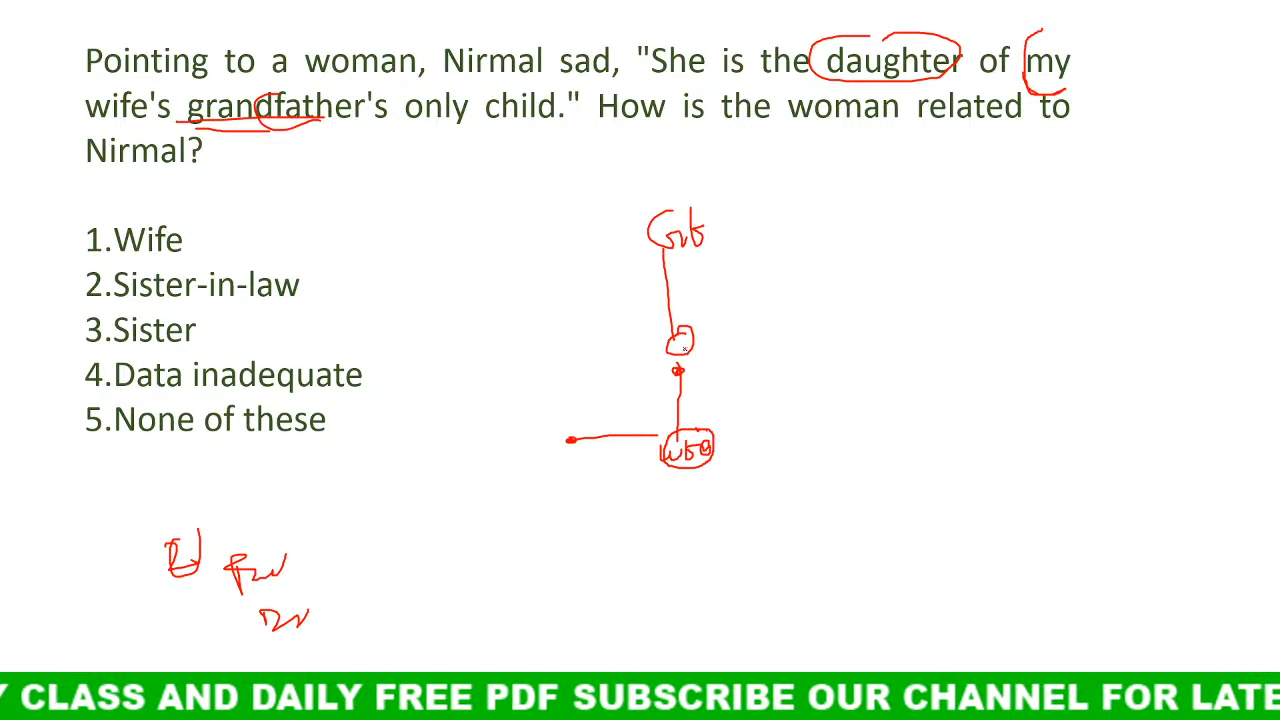 Pointing to a woman, Nirmal sad, "She is the daughter of my
wife's grandfather's only child." How is the woman related to
Nirmal?
1.Wife
2.Sister-in-law
3.Sister
4.Data inadequate
5.None of these
Y CLASS AND DAILY FREE PDF SUBSCRIBE OUR CHANNEL FOR LATE